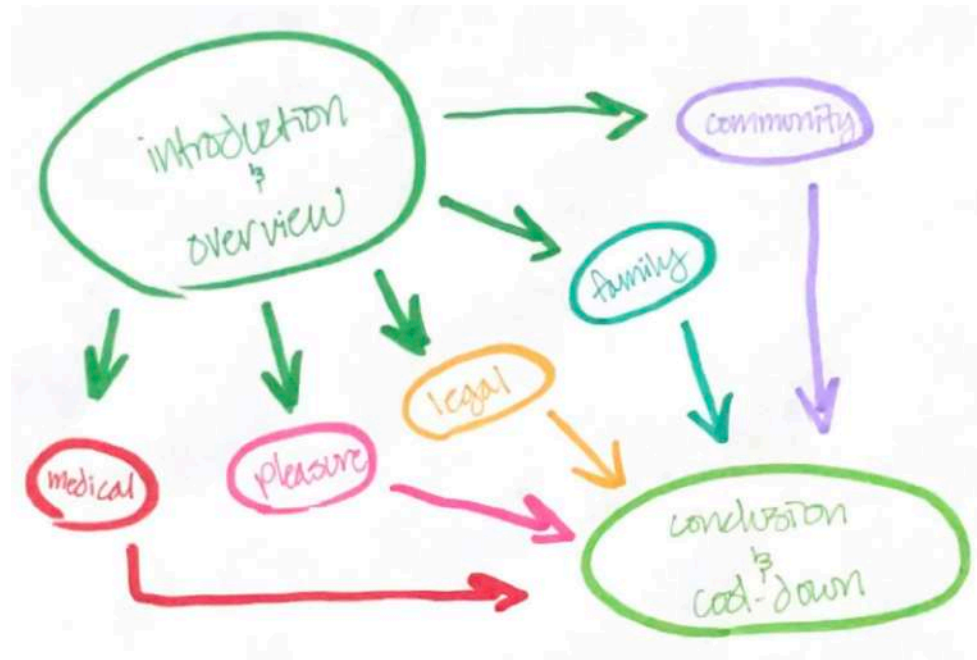 introduction
&
overview
community
family
legal
pleasure
medical
conclusion
&
cool-down